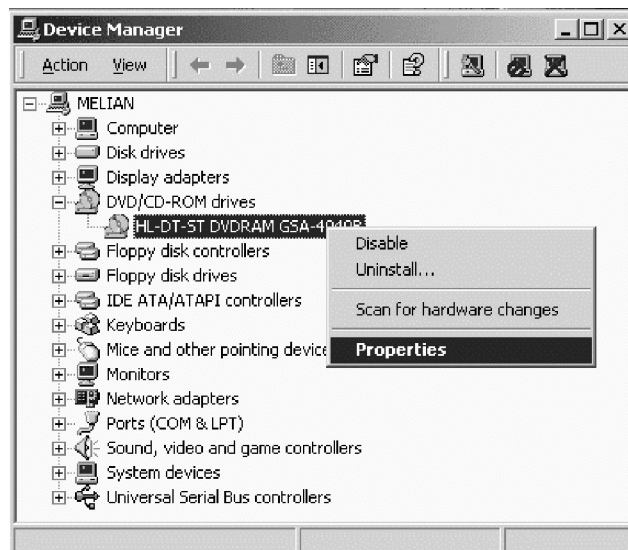 Device Manager
Action View
MELIAN
Computer
Disk drives
Display adapters
DVD/CD-ROM drives
HL-DT-ST DVDRAM GSA-4040B
Disable
Floppy disk controllers
Uninstall...
Floppy disk drives
IDE ATA/ATAPI controllers
Scan for hardware changes
Keyboards
Mice and other pointing device
Properties
Monitors
Network adapters
Ports (COM & LPT)
Sound, video and game controllers
System devices
Universal Serial Bus controllers